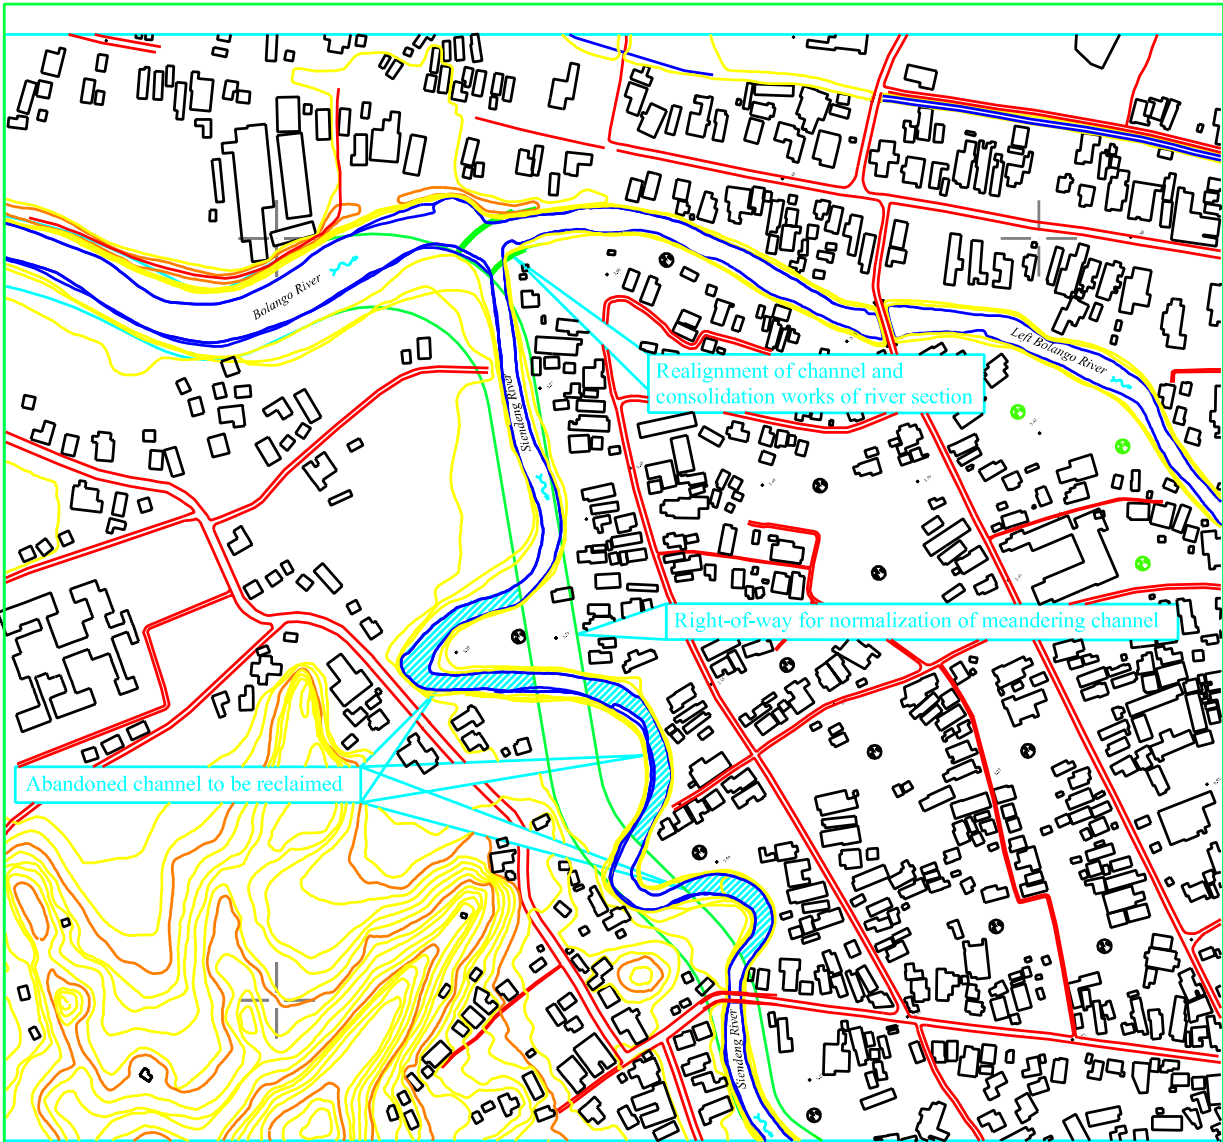 Bolango River
Left Bolango River
Realignment of channel and
consolidation works of river section
Siendeng River
Right-of-way for normalization of meandering channel
Abandoned channel to be reclaimed
Siendeng River